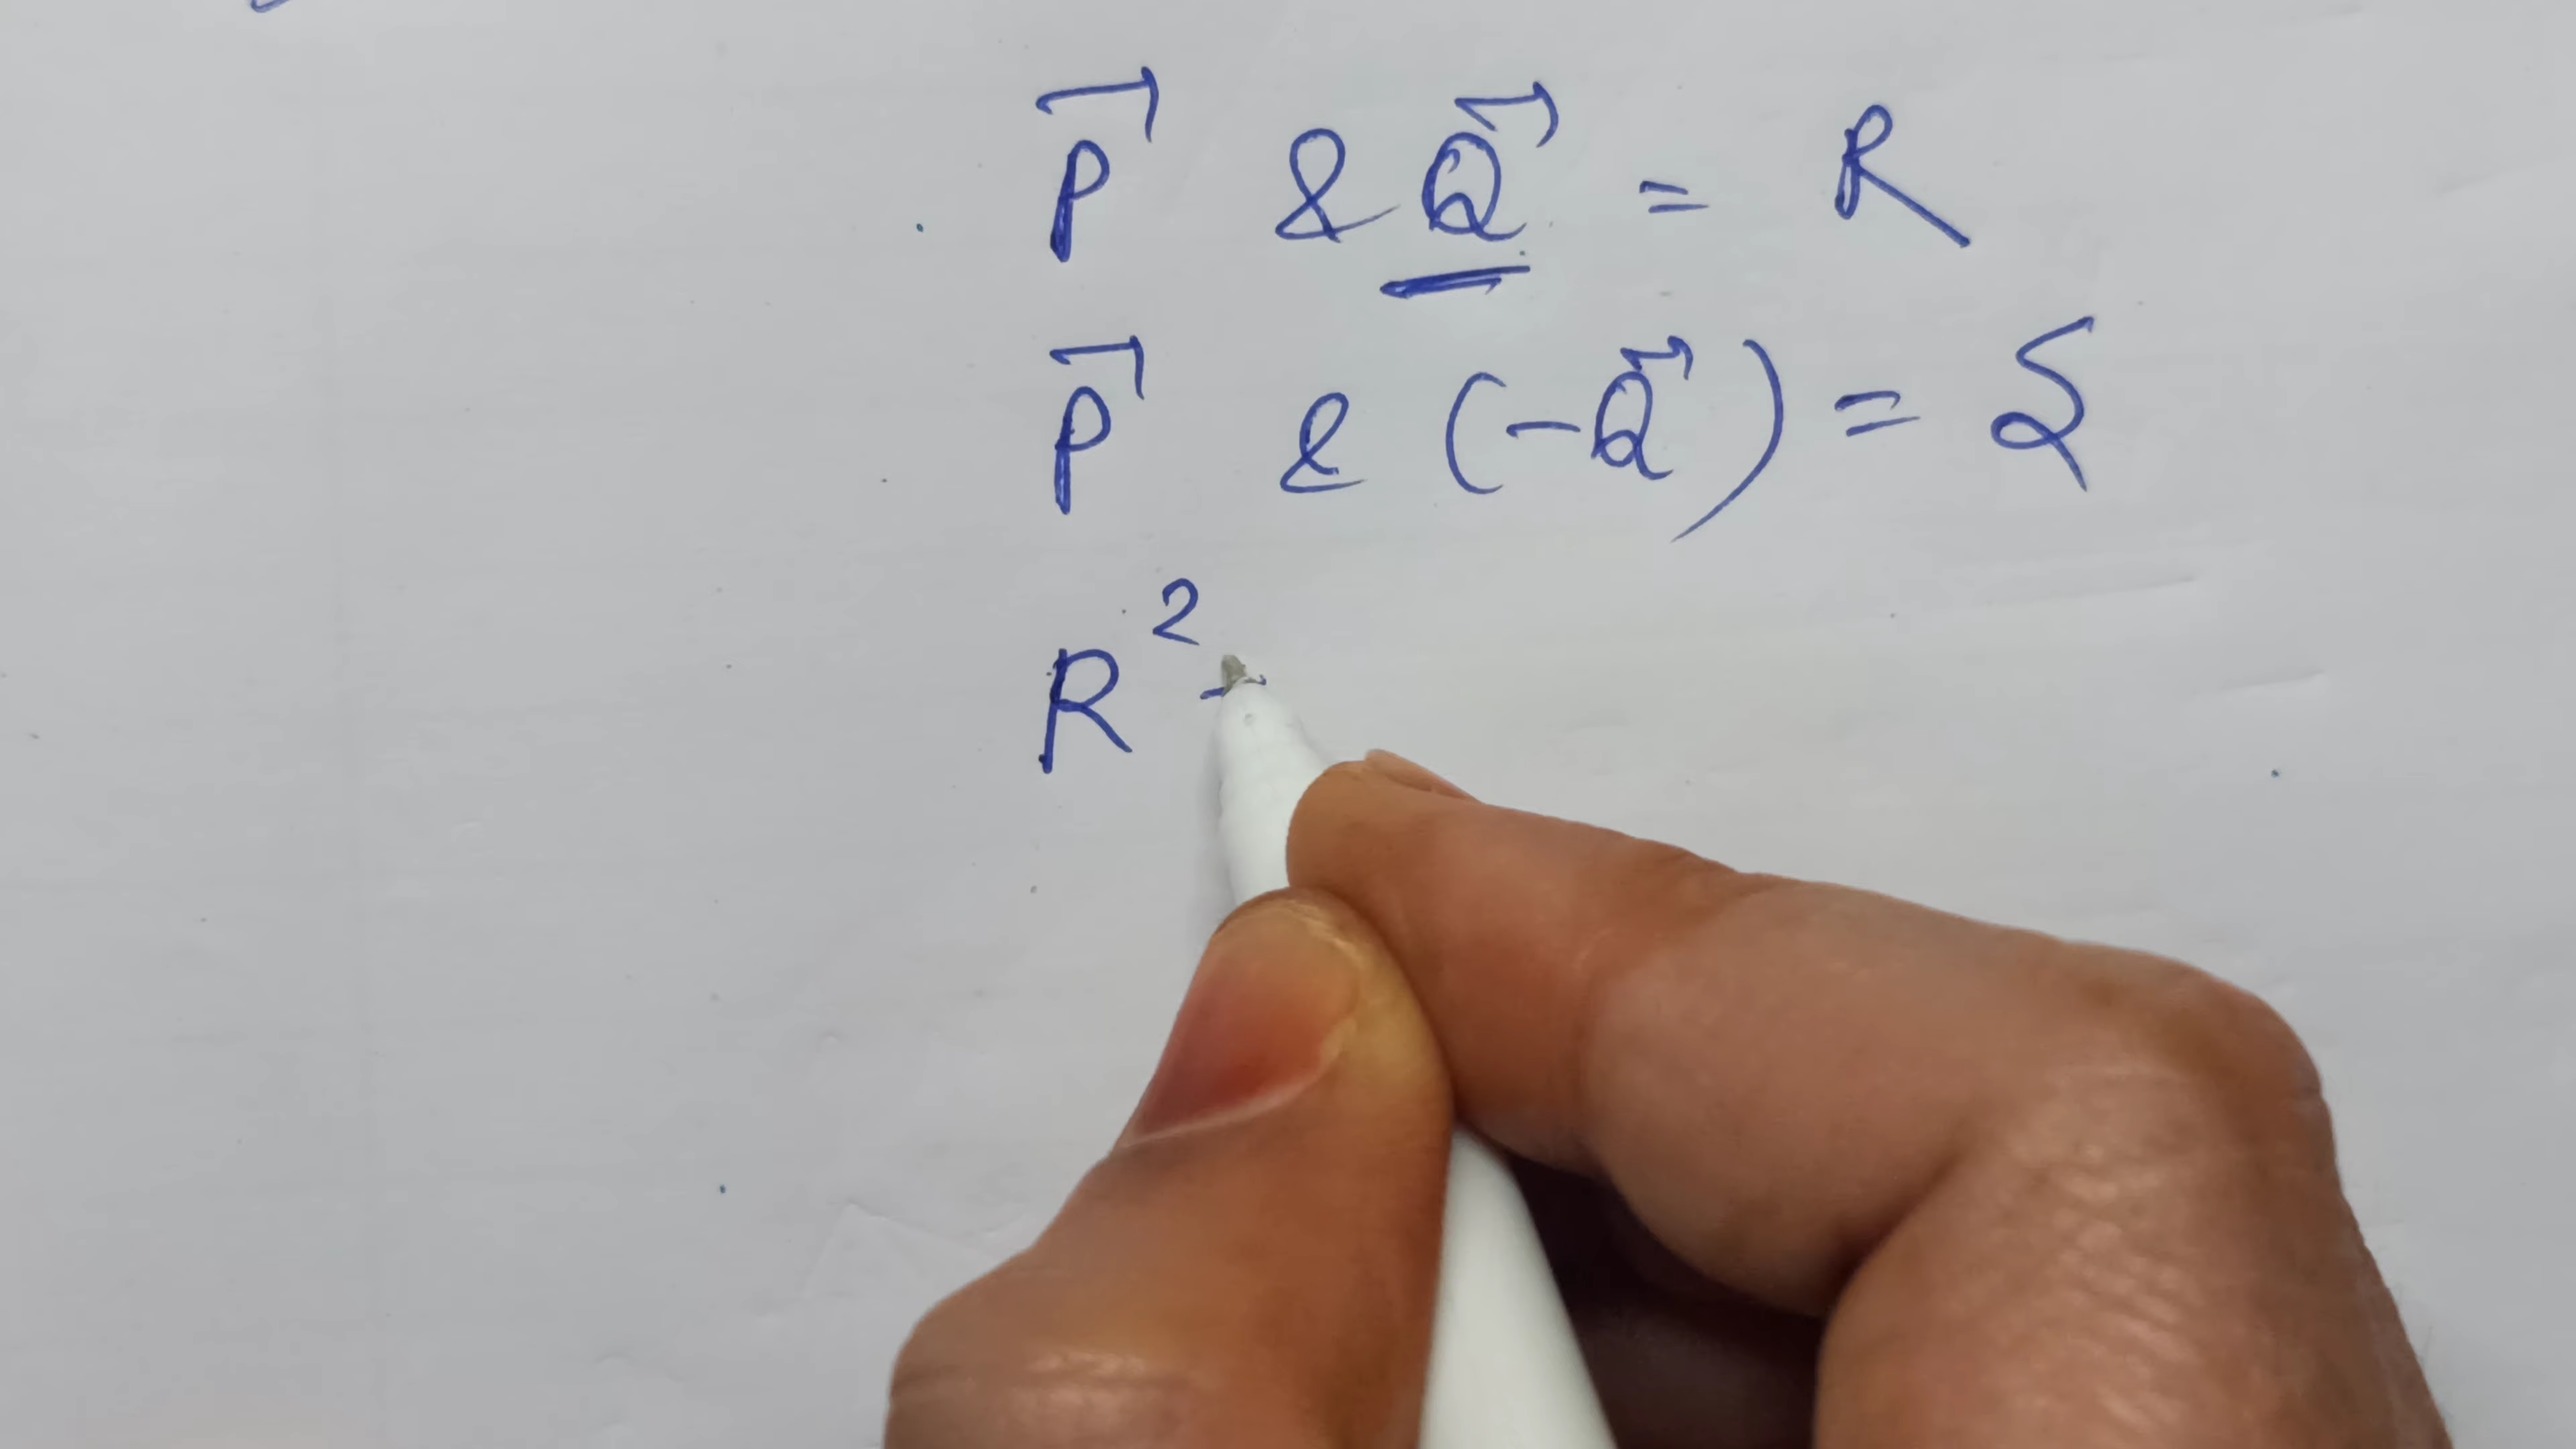 P⃗ & Q⃗ = R
P⃗ & (-Q⃗) = S
R² +